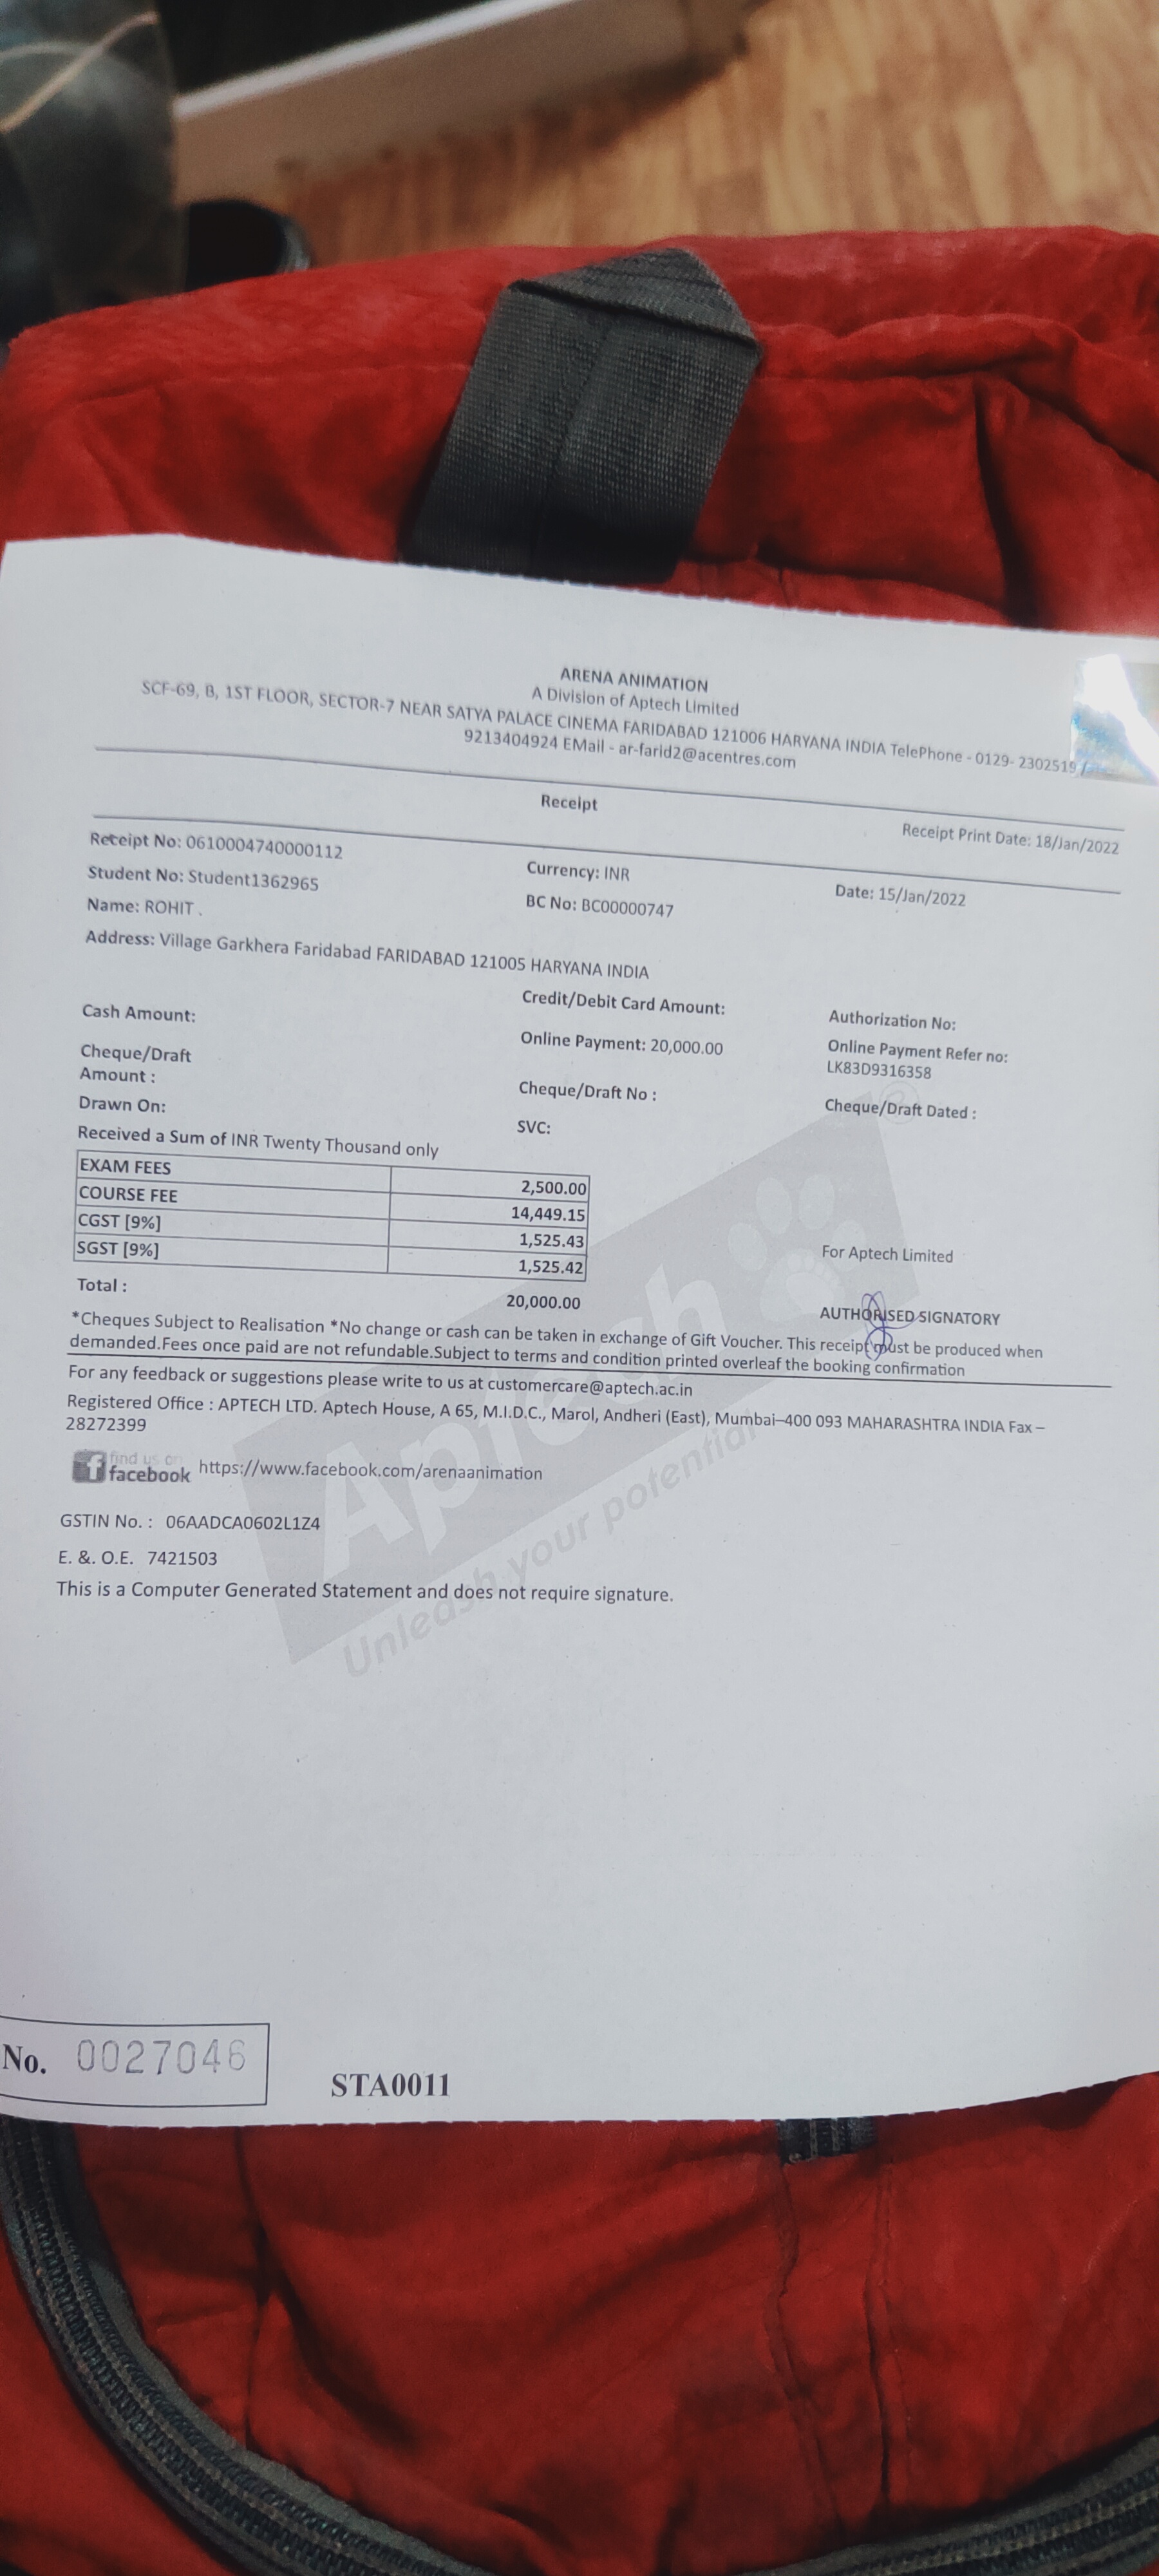 ARENA ANIMATION
A Division of Aptech Limited
SCF-69, B, 1ST FLOOR, SECTOR-7 NEAR SATYA PALACE CINEMA FARIDABAD 121006 HARYANA INDIA TelePhone - 0129- 2302519 /
9213404924 EMail - ar-farid2@acentres.com
Receipt
Receipt Print Date: 18/Jan/2022
Receipt No: 0610004740000112
Currency: INR
Date: 15/Jan/2022
Student No: Student1362965
BC No: BC00000747
Name: ROHIT .
Address: Village Garkhera Faridabad FARIDABAD 121005 HARYANA INDIA
Cash Amount:
Credit/Debit Card Amount:
Authorization No:
Online Payment: 20,000.00
Online Payment Refer no:
LK83D9316358
Cheque/Draft
Amount :
Cheque/Draft No :
Cheque/Draft Dated :
Drawn On:
SVC:
Received a Sum of INR Twenty Thousand only
EXAM FEES 2,500.00
COURSE FEE 14,449.15
CGST [9%] 1,525.43
SGST [9%] 1,525.42
Total : 20,000.00
For Aptech Limited
AUTHORISED SIGNATORY
*Cheques Subject to Realisation *No change or cash can be taken in exchange of Gift Voucher. This receipt must be produced when
demanded.Fees once paid are not refundable.Subject to terms and condition printed overleaf the booking confirmation
For any feedback or suggestions please write to us at customercare@aptech.ac.in
Registered Office : APTECH LTD. Aptech House, A 65, M.I.D.C., Marol, Andheri (East), Mumbai–400 093 MAHARASHTRA INDIA Fax –
28272399
find us on
facebook https://www.facebook.com/arenaanimation
GSTIN No. : 06AADCA0602L1Z4
E. &. O.E. 7421503
This is a Computer Generated Statement and does not require signature.
Aptech
Unleash your potential
®
No. 0027046
STA0011